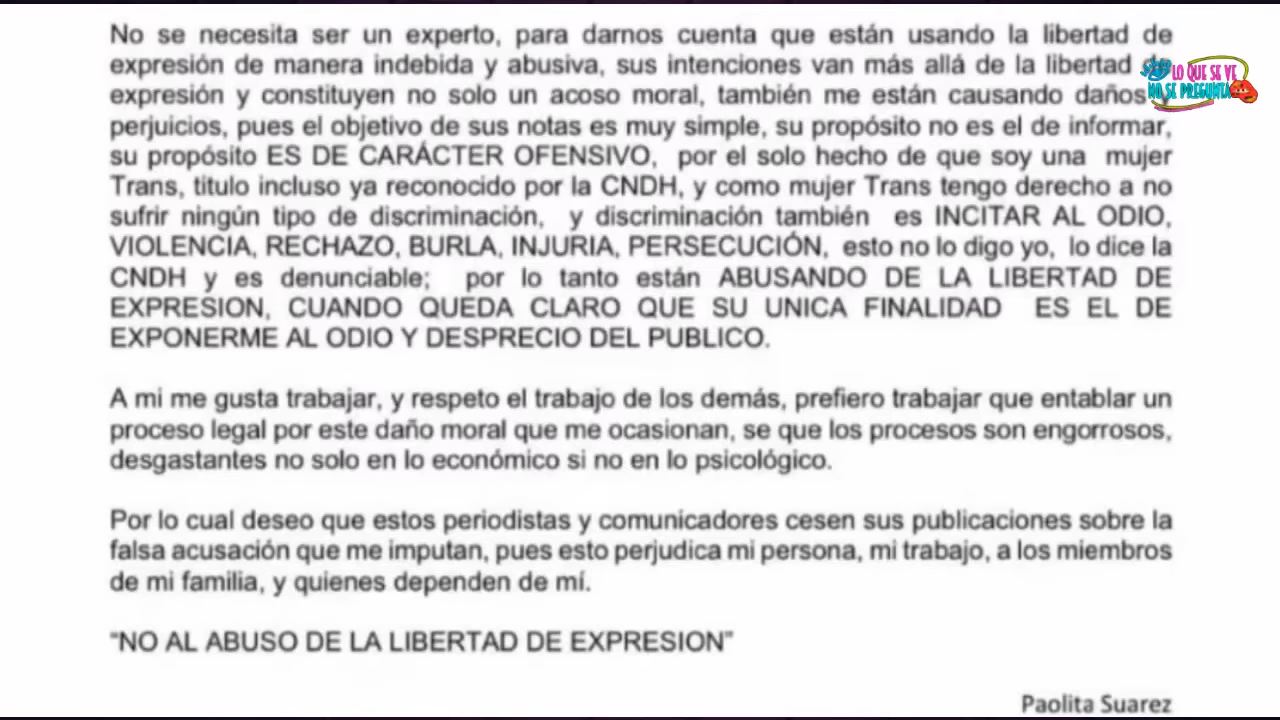 No se necesita ser un experto, para darnos cuenta que están usando la libertad de
expresión de manera indebida y abusiva, sus intenciones van más allá de la libertad de
expresión y constituyen no solo un acoso moral, también me están causando daños y
perjuicios, pues el objetivo de sus notas es muy simple, su propósito no es el de informar,
su propósito ES DE CARÁCTER OFENSIVO, por el solo hecho de que soy una mujer
Trans, titulo incluso ya reconocido por la CNDH, y como mujer Trans tengo derecho a no
sufrir ningún tipo de discriminación, y discriminación también es INCITAR AL ODIO,
VIOLENCIA, RECHAZO, BURLA, INJURIA, PERSECUCIÓN, esto no lo digo yo, lo dice la
CNDH y es denunciable; por lo tanto están ABUSANDO DE LA LIBERTAD DE
EXPRESION, CUANDO QUEDA CLARO QUE SU UNICA FINALIDAD ES EL DE
EXPONERME AL ODIO Y DESPRECIO DEL PUBLICO.
A mi me gusta trabajar, y respeto el trabajo de los demás, prefiero trabajar que entablar un
proceso legal por este daño moral que me ocasionan, se que los procesos son engorrosos,
desgastantes no solo en lo económico si no en lo psicológico.
Por lo cual deseo que estos periodistas y comunicadores cesen sus publicaciones sobre la
falsa acusación que me imputan, pues esto perjudica mi persona, mi trabajo, a los miembros
de mi familia, y quienes dependen de mí.
"NO AL ABUSO DE LA LIBERTAD DE EXPRESION"
Paolita Suarez
LO QUE SE VE
NO SE PREGUNTA